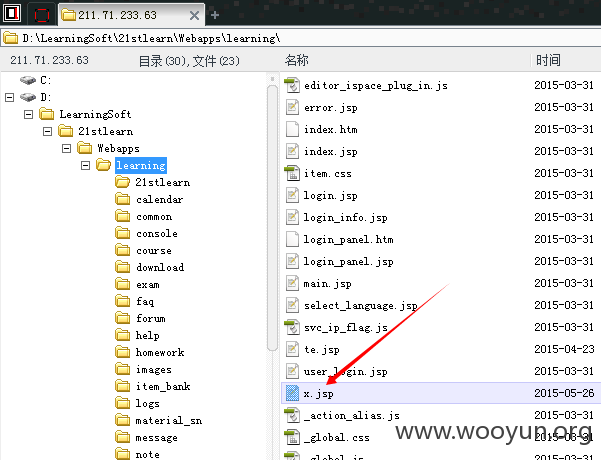 211.71.233.63
D:\LearningSoft\21stlearn\Webapps\learning\
211.71.233.63 目录(30),文件(23)
名称 时间
C:
D:
LearningSoft
21stlearn
Webapps
learning
21stlearn
calendar
common
console
course
download
exam
faq
forum
help
homework
images
item_bank
logs
material_sn
message
note
editor_ispace_plug_in.js 2015-03-31
error.jsp 2015-03-31
index.htm 2015-03-31
index.jsp 2015-03-31
item.css 2015-03-31
login.jsp 2015-03-31
login_info.jsp 2015-03-31
login_panel.htm 2015-03-31
login_panel.jsp 2015-03-31
main.jsp 2015-03-31
select_language.jsp 2015-03-31
svc_ip_flag.js 2015-03-31
te.jsp 2015-04-23
user_login.jsp 2015-03-31
x.jsp 2015-05-26
_action_alias.js 2015-03-31
_global.css 2015-03-31
_global.js 2015-03-31
www.wooyun.org